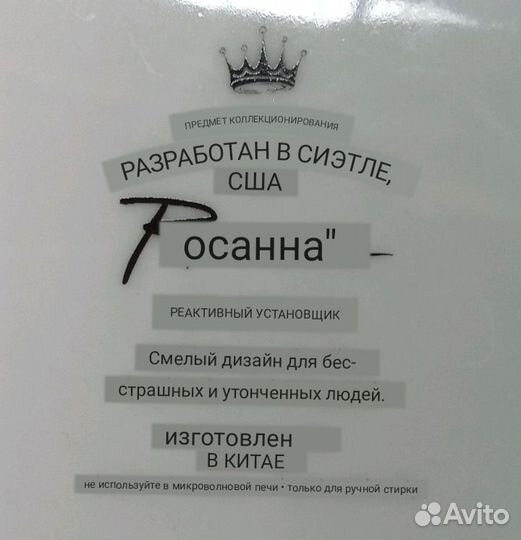 ПРЕДМЕТ КОЛЛЕКЦИОНИРОВАНИЯ
РАЗРАБОТАН В СИЭТЛЕ,
США
Росанна"
РЕАКТИВНЫЙ УСТАНОВЩИК
Смелый дизайн для бес-
страшных и утонченных людей.
изготовлен
В КИТАЕ
не используйте в микроволновой печи • только для ручной стирки
Avito